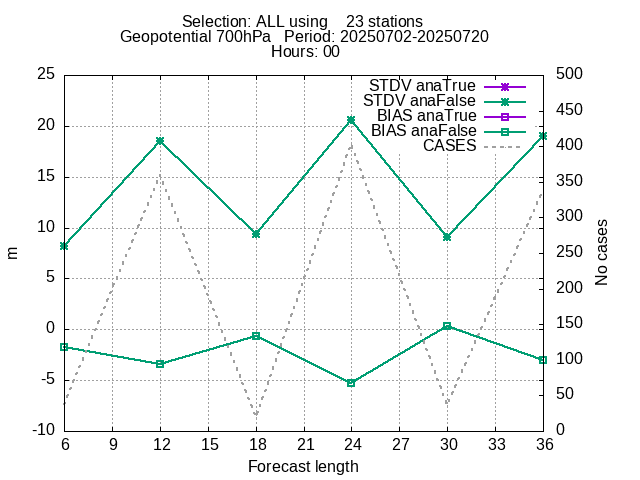 Selection: ALL using    23 stations
Geopotential 700hPa   Period: 20250702-20250720
Hours: 00
STDV anaTrue
STDV anaFalse
BIAS anaTrue
BIAS anaFalse
CASES
25
20
15
10
5
0
-5
-10
m
500
450
400
350
300
250
200
150
100
50
0
No cases
6 9 12 15 18 21 24 27 30 33 36
Forecast length